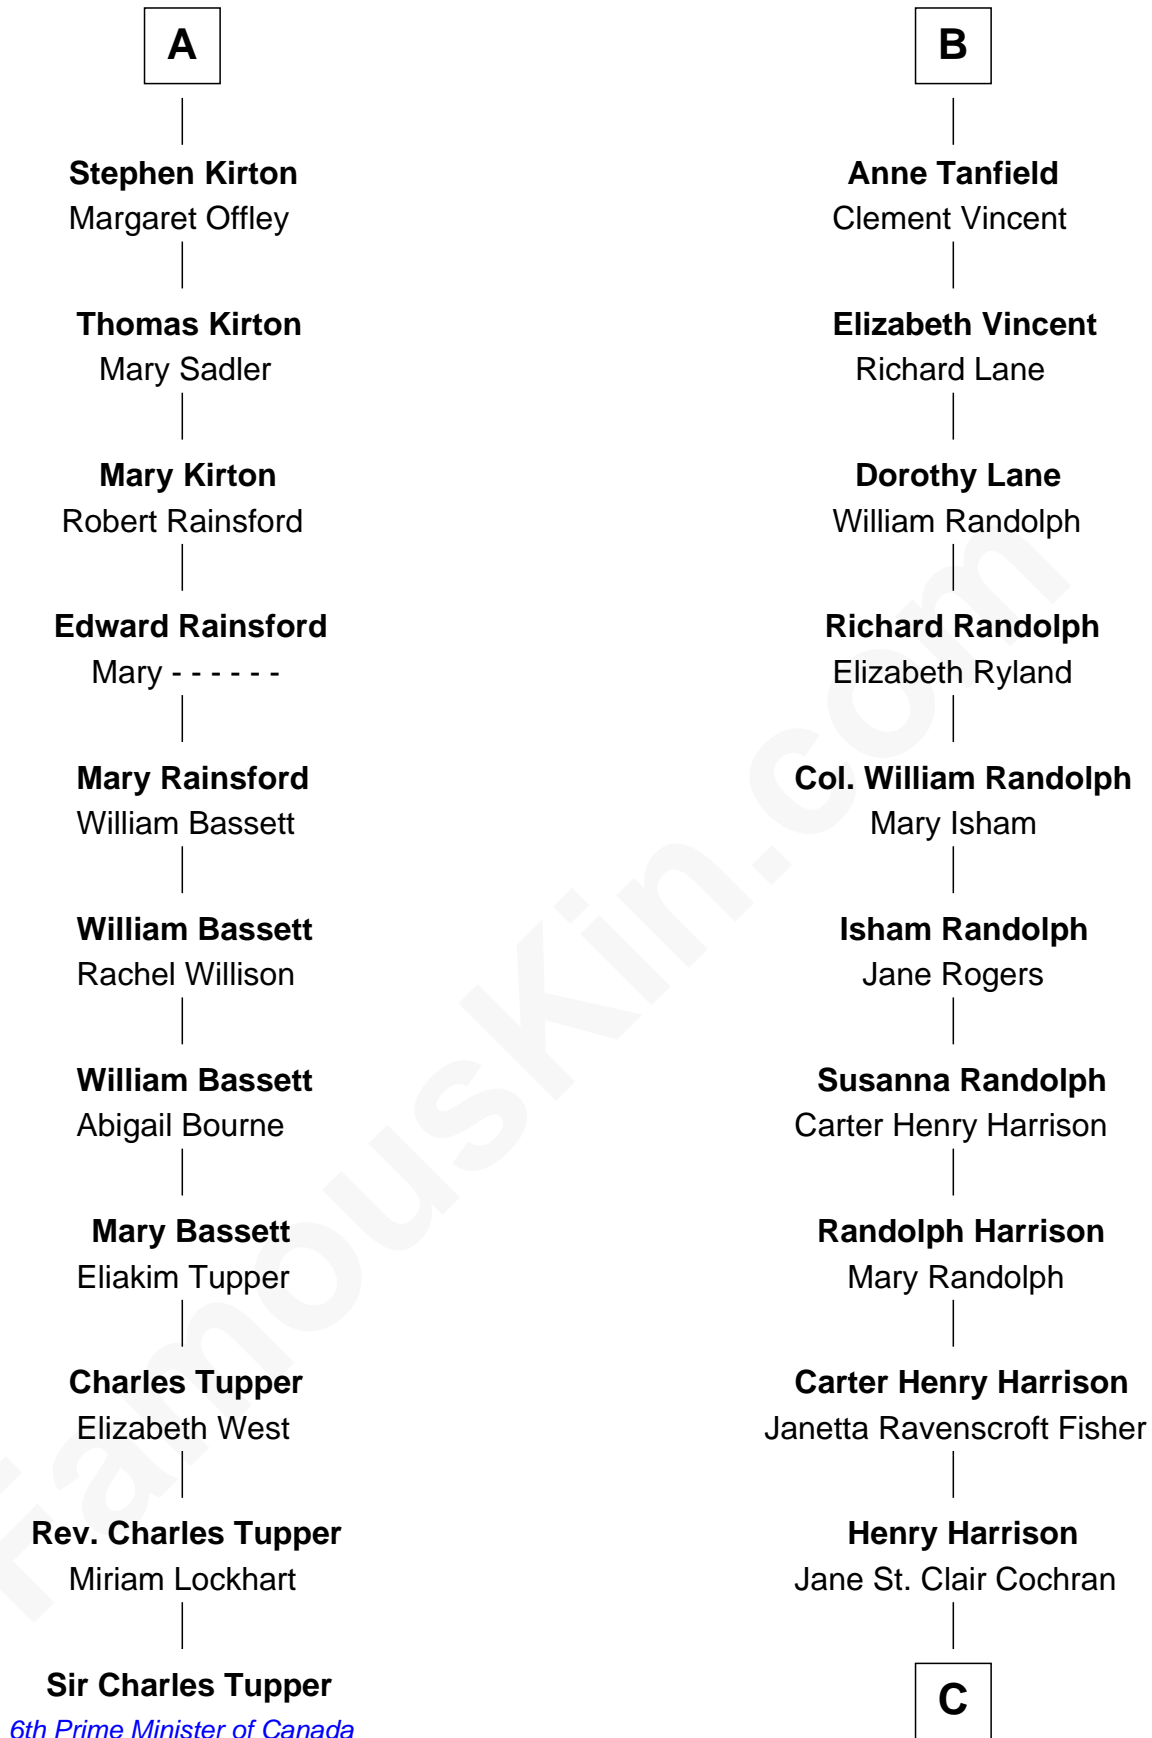 A
Stephen Kirton
Margaret Offley
Thomas Kirton
Mary Sadler
Mary Kirton
Robert Rainsford
Edward Rainsford
Mary - - - - - -
Mary Rainsford
William Bassett
William Bassett
Rachel Willison
William Bassett
Abigail Bourne
Mary Bassett
Eliakim Tupper
Charles Tupper
Elizabeth West
Rev. Charles Tupper
Miriam Lockhart
Sir Charles Tupper
6th Prime Minister of Canada
B
Anne Tanfield
Clement Vincent
Elizabeth Vincent
Richard Lane
Dorothy Lane
William Randolph
Richard Randolph
Elizabeth Ryland
Col. William Randolph
Mary Isham
Isham Randolph
Jane Rogers
Susanna Randolph
Carter Henry Harrison
Randolph Harrison
Mary Randolph
Carter Henry Harrison
Janetta Ravenscroft Fisher
Henry Harrison
Jane St. Clair Cochran
C
FamousKin.com